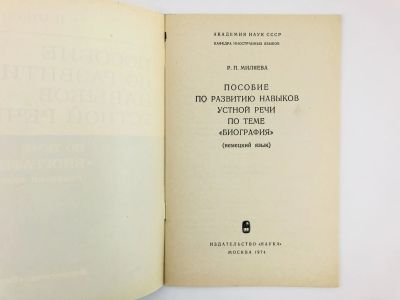 АКАДЕМИЯ НАУК СССР
КАФЕДРА ИНОСТРАННЫХ ЯЗЫКОВ
Р. П. МИЛЯЕВА
ПОСОБИЕ
ПО РАЗВИТИЮ НАВЫКОВ
УСТНОЙ РЕЧИ
ПО ТЕМЕ
«БИОГРАФИЯ»
(немецкий язык)
ИЗДАТЕЛЬСТВО «НАУКА»
МОСКВА 1974